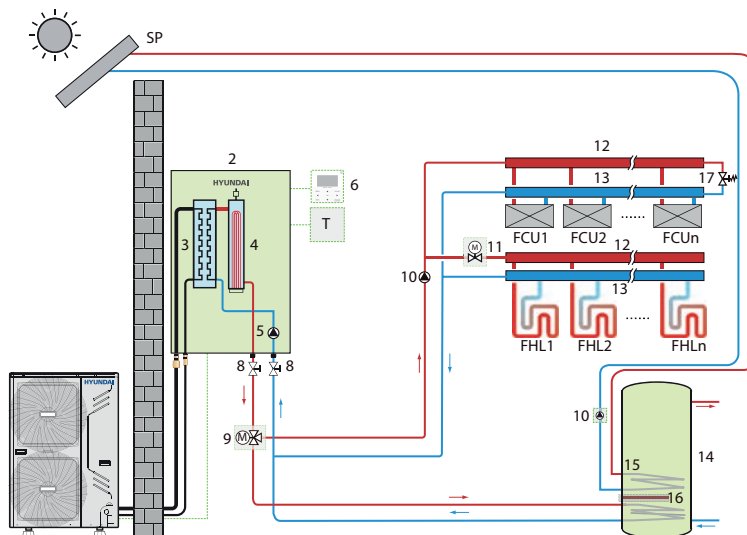 SP
2
HYUNDAI
6
T
3
4
5
8
8
9
M
10
M
11
12
17
13
FCU1
FCU2
......
FCUn
12
13
FHL1
FHL2
......
FHLn
10
15
14
16
HYUNDAI